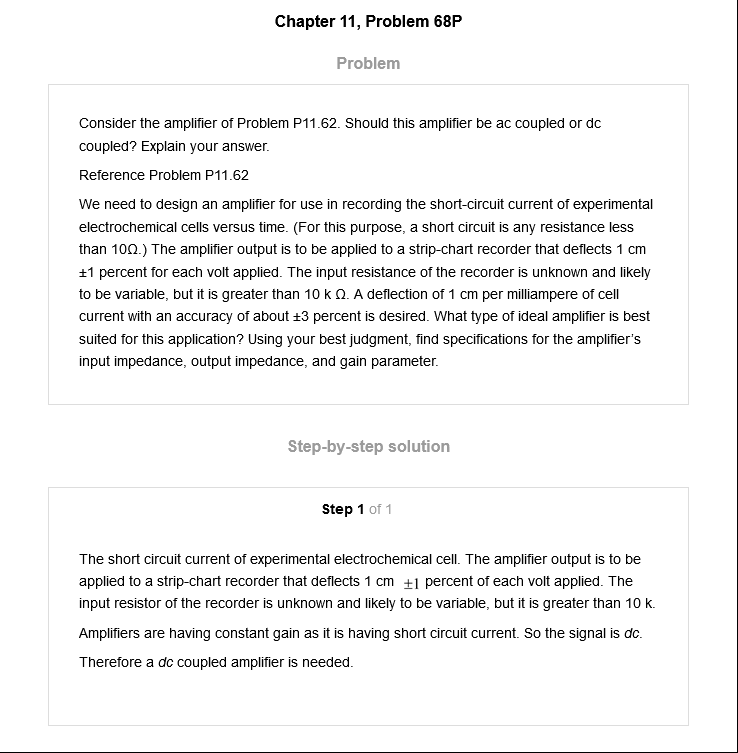 Chapter 11, Problem 68P
Problem
Consider the amplifier of Problem P11.62. Should this amplifier be ac coupled or dc
coupled? Explain your answer.
Reference Problem P11.62
We need to design an amplifier for use in recording the short-circuit current of experimental
electrochemical cells versus time. (For this purpose, a short circuit is any resistance less
than 10Ω.) The amplifier output is to be applied to a strip-chart recorder that deflects 1 cm
±1 percent for each volt applied. The input resistance of the recorder is unknown and likely
to be variable, but it is greater than 10 k Ω. A deflection of 1 cm per milliampere of cell
current with an accuracy of about ±3 percent is desired. What type of ideal amplifier is best
suited for this application? Using your best judgment, find specifications for the amplifier's
input impedance, output impedance, and gain parameter.
Step-by-step solution
Step 1 of 1
The short circuit current of experimental electrochemical cell. The amplifier output is to be
applied to a strip-chart recorder that deflects 1 cm ±1 percent of each volt applied. The
input resistor of the recorder is unknown and likely to be variable, but it is greater than 10 k.
Amplifiers are having constant gain as it is having short circuit current. So the signal is dc.
Therefore a dc coupled amplifier is needed.